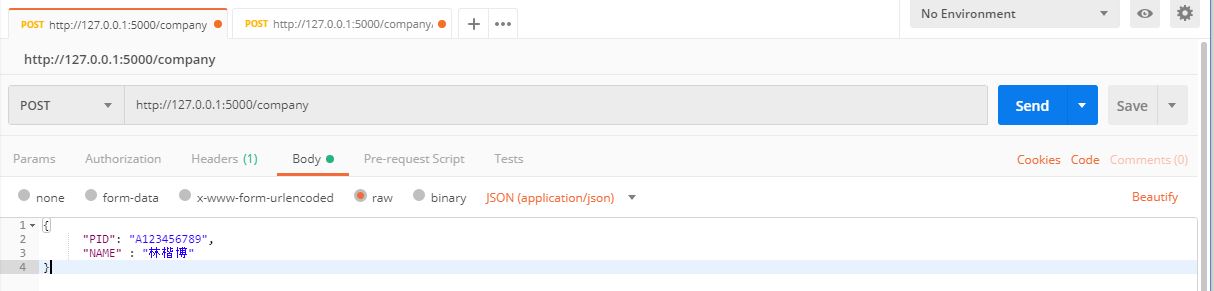 POST http://127.0.0.1:5000/company POST http://127.0.0.1:5000/company, + ••• No Environment
http://127.0.0.1:5000/company
POST http://127.0.0.1:5000/company Send Save
Params Authorization Headers (1) Body Pre-request Script Tests Cookies Code Comments (0)
none form-data x-www-form-urlencoded raw binary JSON (application/json) Beautify
1 {
2 "PID": "A123456789",
3 "NAME" : "林楷博"
4 }